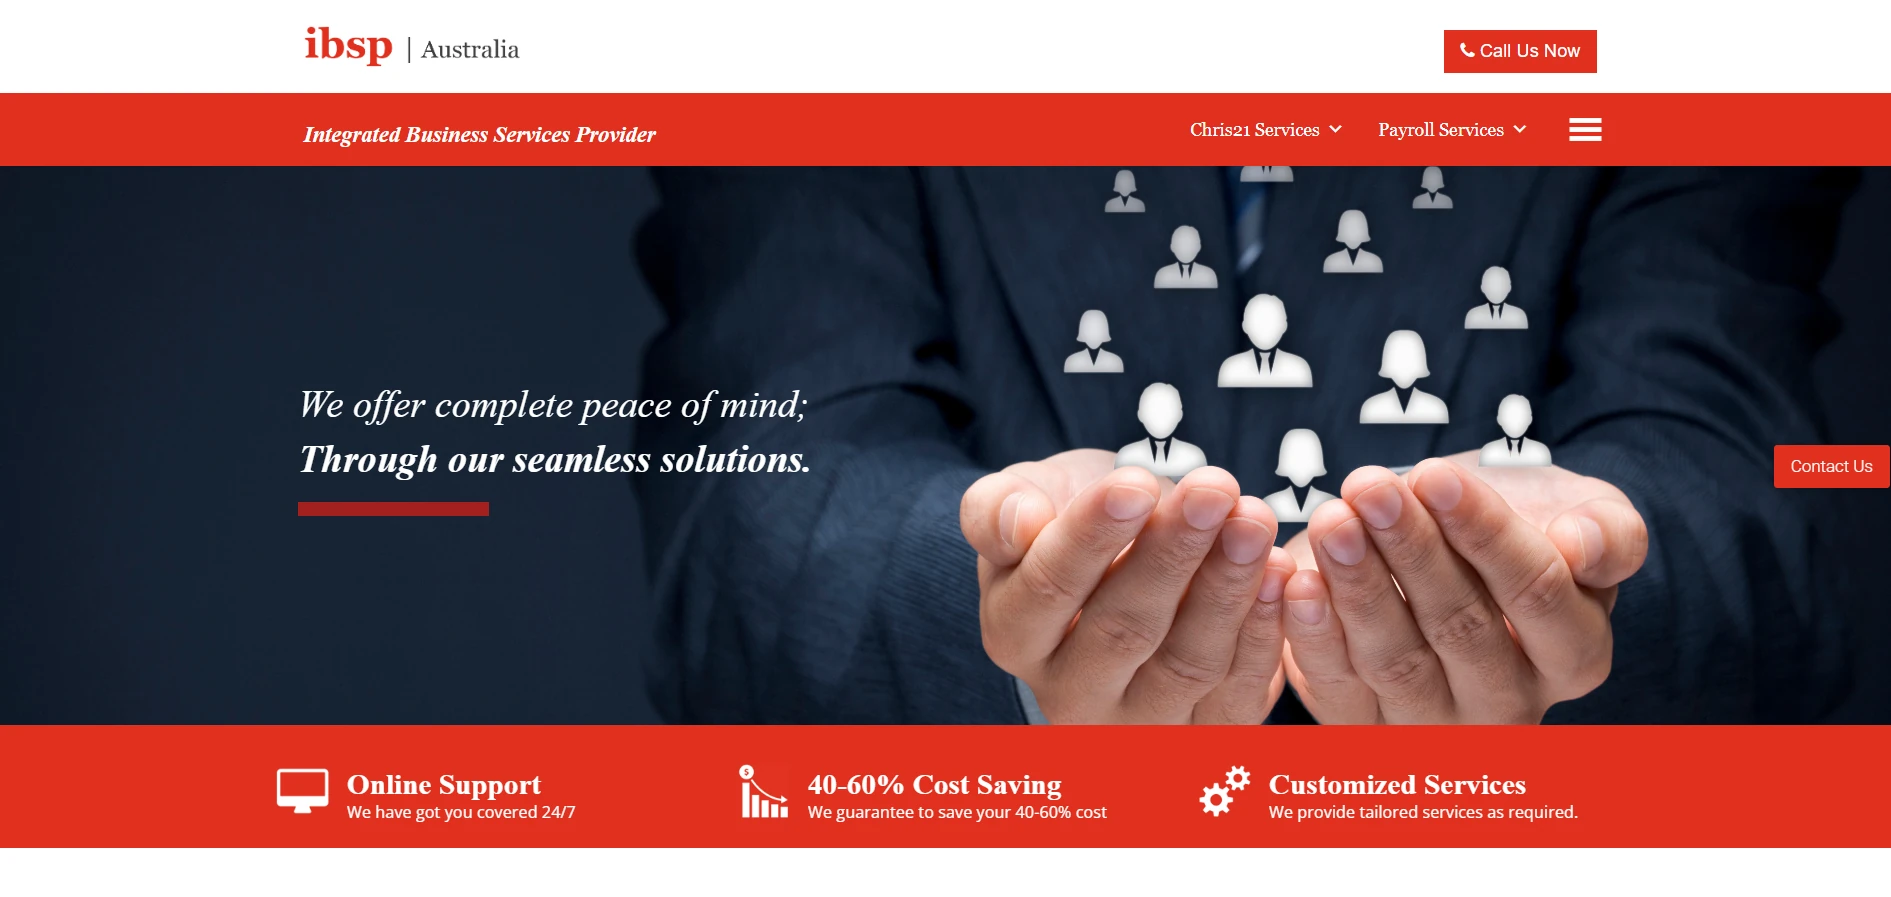 ibsp | Australia
Call Us Now
Integrated Business Services Provider
Chris21 Services
Payroll Services
We offer complete peace of mind;
Through our seamless solutions.
Contact Us
Online Support
We have got you covered 24/7
$
40-60% Cost Saving
We guarantee to save your 40-60% cost
Customized Services
We provide tailored services as required.